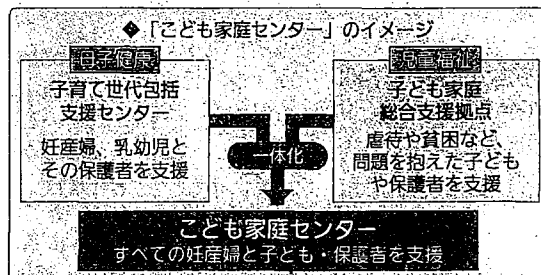 ◆「こども家庭センター」のイメージ
母子健康
子育て世代包括
支援センター
妊産婦、乳幼児と
その保護者を支援
児童福祉
子ども家庭
総合支援拠点
虐待や貧困など、
問題を抱えた子ども
や保護者を支援
一体化
こども家庭センター
すべての妊産婦と子ども・保護者を支援